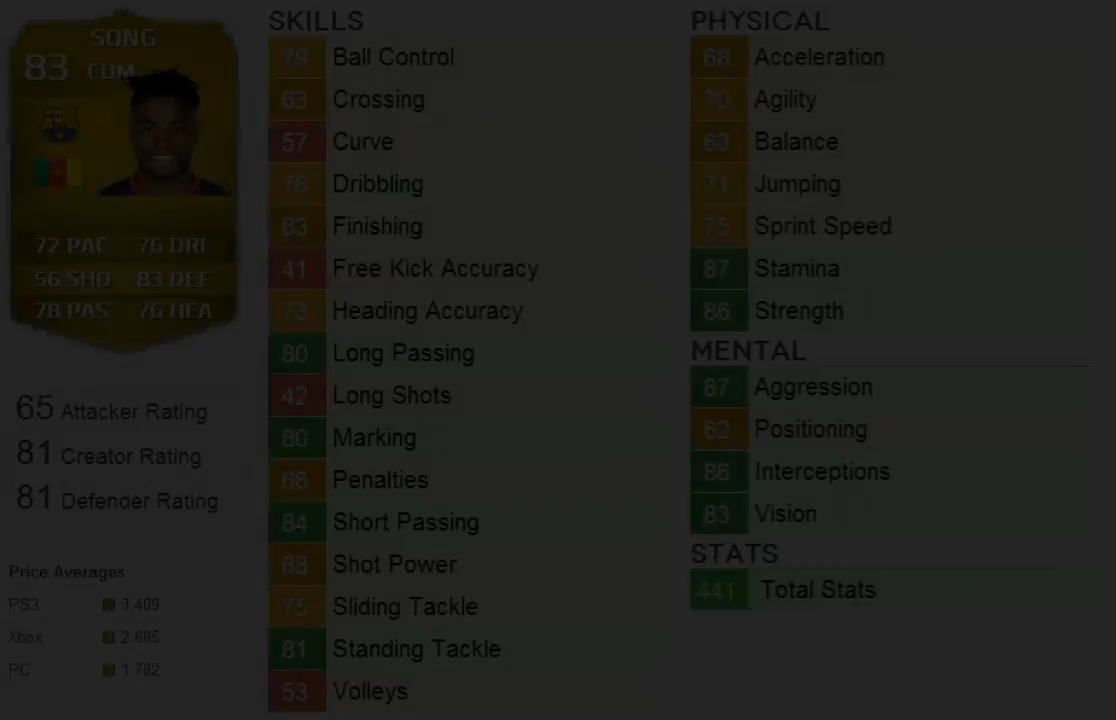 SONG
83 CDM
72 PAC 76 DRI
56 SHO 83 DEF
78 PAS 76 HEA
65 Attacker Rating
81 Creator Rating
81 Defender Rating
Price Averages
PS3 3,409
Xbox 2,685
PC 1,782
SKILLS
79 Ball Control
63 Crossing
57 Curve
76 Dribbling
63 Finishing
41 Free Kick Accuracy
73 Heading Accuracy
80 Long Passing
42 Long Shots
80 Marking
66 Penalties
84 Short Passing
68 Shot Power
75 Sliding Tackle
81 Standing Tackle
53 Volleys
PHYSICAL
68 Acceleration
70 Agility
63 Balance
71 Jumping
75 Sprint Speed
87 Stamina
86 Strength
MENTAL
87 Aggression
62 Positioning
86 Interceptions
83 Vision
STATS
441 Total Stats